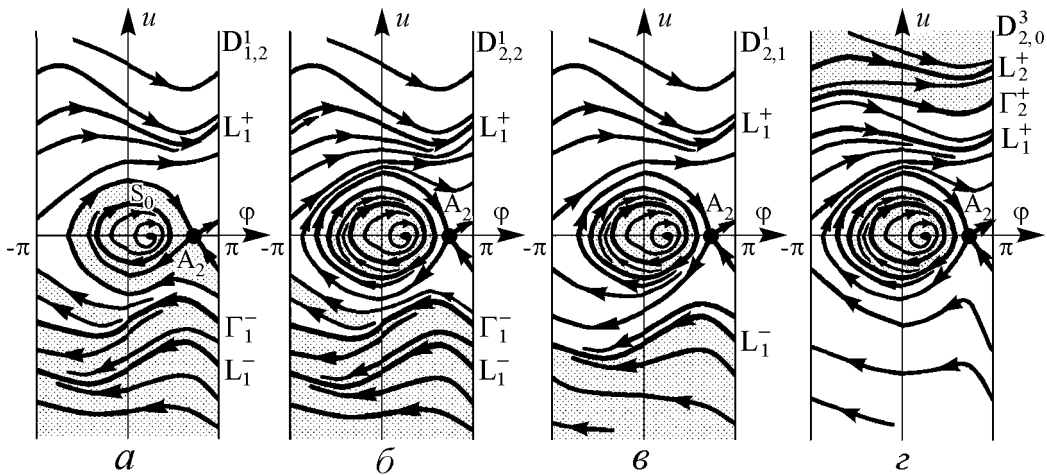 u
D¹₁,₂
L₁⁺
S₀
φ
-π
π
A₂
Γ₁⁻
L₁⁻
а
u
D¹₂,₂
L₁⁺
A₂
φ
-π
π
Γ₁⁻
L₁⁻
б
u
D¹₂,₁
L₁⁺
A₂
φ
-π
π
L₁⁻
в
u
D³₂,₀
L₂⁺
Γ₂⁺
L₁⁺
A₂
φ
-π
π
г